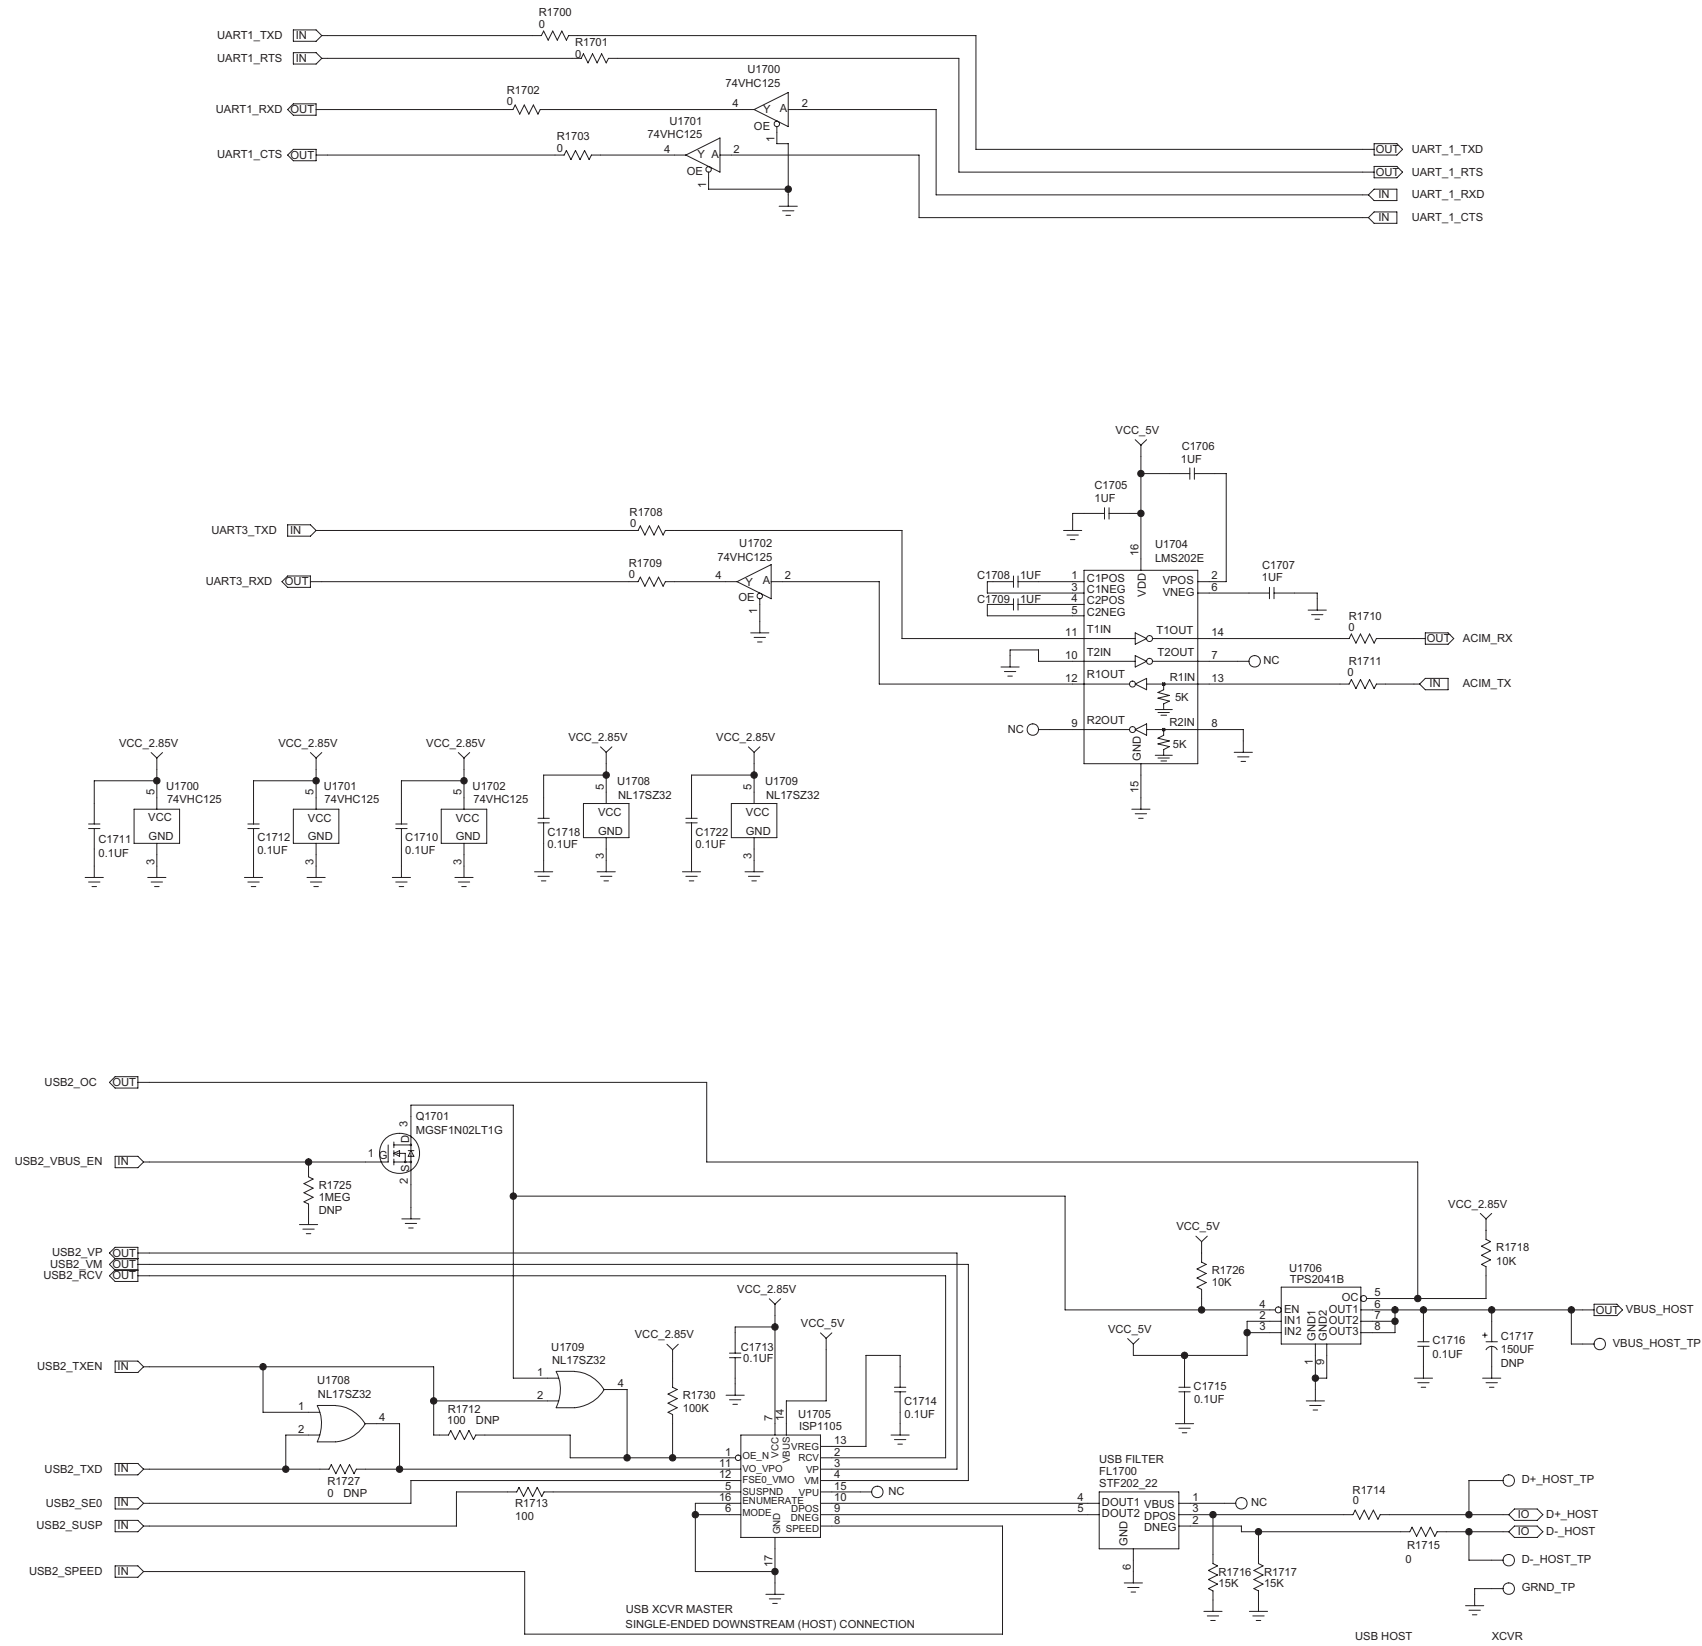 R1700
0
UART1_TXD IN
R1701
0
UART1_RTS IN
U1700
74VHC125
R1702
0
UART1_RXD OUT 4 Y A 2
OE
1
U1701
74VHC125
R1703
0
UART1_CTS OUT 4 Y A 2
OE
1
OUT UART_1_TXD
OUT UART_1_RTS
IN UART_1_RXD
IN UART_1_CTS
VCC_5V
C1706
1UF
C1705
1UF
R1708
0
UART3_TXD IN
U1702
74VHC125
R1709
0
UART3_RXD OUT 4 Y A 2
OE
1
16
U1704
LMS202E
C1708 1UF
C1709 1UF
1 C1POS
3 C1NEG
4 C2POS
5 C2NEG
VDD
VPOS 2
VNEG 6
C1707
1UF
11 T1IN T1OUT 14
R1710
0
OUT ACIM_RX
10 T2IN T2OUT 7 NC
R1711
0
12 R1OUT R1IN 13
IN ACIM_TX
5K
NC 9 R2OUT R2IN 8
5K
GND
15
VCC_2.85V
5
U1700
74VHC125
VCC
GND
3
C1711
0.1UF
VCC_2.85V
5
U1701
74VHC125
VCC
GND
3
C1712
0.1UF
VCC_2.85V
5
U1702
74VHC125
VCC
GND
3
C1710
0.1UF
VCC_2.85V
5
U1708
NL17SZ32
VCC
GND
3
C1718
0.1UF
VCC_2.85V
5
U1709
NL17SZ32
VCC
GND
3
C1722
0.1UF
USB2_OC OUT
Q1701
MGSF1N02LT1G
3
D
1 G
S
2
USB2_VBUS_EN IN
R1725
1MEG
DNP
USB2_VP OUT
USB2_VM OUT
USB2_RCV OUT
VCC_5V
R1726
10K
VCC_2.85V
R1718
10K
U1706
TPS2041B
4 EN
2 IN1
3 IN2
GND1
GND2
1
9
OC 5
OUT1 6
OUT2 7
OUT3 8
OUT VBUS_HOST
VBUS_HOST_TP
C1716
0.1UF
+
C1717
150UF
DNP
VCC_5V
C1715
0.1UF
VCC_2.85V
VCC_5V
C1713
0.1UF
VCC_2.85V
R1730
100K
C1714
0.1UF
USB2_TXEN IN
U1709
NL17SZ32
1
2
4
U1708
NL17SZ32
1
2
4
R1712
100 DNP
USB2_TXD IN
R1727
0 DNP
USB2_SE0 IN
USB2_SUSP IN
R1713
100
USB2_SPEED IN
7
14
U1705
ISP1105
VCC
VBUS
1 OE_N
11 VO_VPO
12 FSE0_VMO
5 SUSPND
16 ENUMERATE
6 MODE
VREG 13
RCV 2
VP 3
VM 4
VPU 15 NC
DPOS 10
DNEG 9
SPEED 8
GND
17
USB XCVR MASTER
SINGLE-ENDED DOWNSTREAM (HOST) CONNECTION
USB FILTER
FL1700
STF202_22
4 DOUT1
5 DOUT2
VBUS 1 NC
DPOS 3
DNEG 2
GND
6
R1714
0
D+_HOST_TP
IO D+_HOST
IO D-_HOST
R1715
0
D-_HOST_TP
R1716
15K
R1717
15K
GRND_TP
USB HOST XCVR